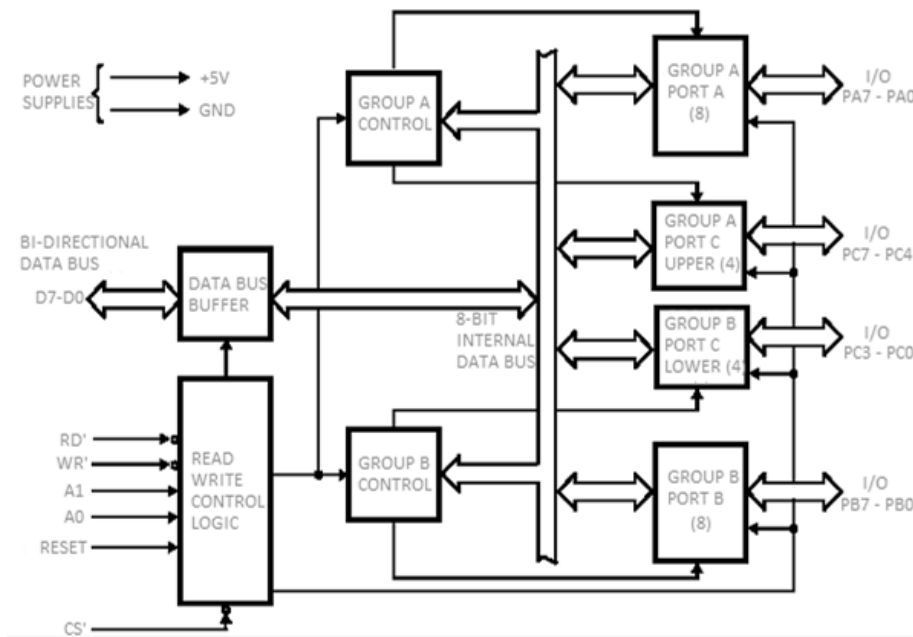 POWER
SUPPLIES
+5V
GND
GROUP A
CONTROL
GROUP A
PORT A
(8)
I/O
PA7 - PA0
BI-DIRECTIONAL
DATA BUS
D7-D0
DATA BUS
BUFFER
GROUP A
PORT C
UPPER (4)
I/O
PC7 - PC4
8-BIT
INTERNAL
DATA BUS
GROUP B
PORT C
LOWER (4)
I/O
PC3 - PC0
RD'
WR'
A1
A0
RESET
CS'
READ
WRITE
CONTROL
LOGIC
GROUP B
CONTROL
GROUP B
PORT B
(8)
I/O
PB7 - PB0